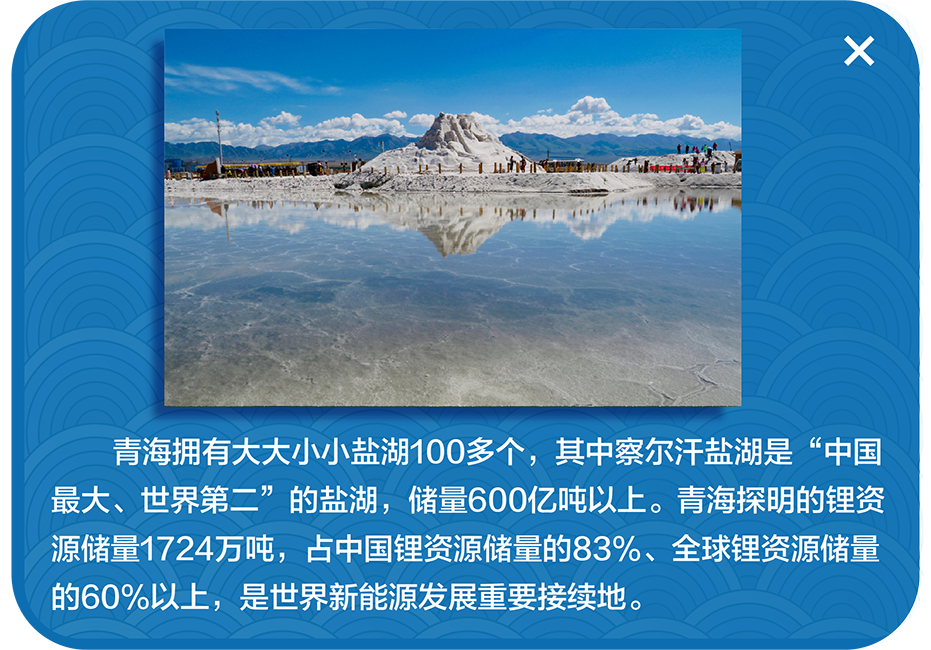 青海拥有大大小小盐湖100多个，其中察尔汗盐湖是“中国
最大、世界第二”的盐湖，储量600亿吨以上。青海探明的锂资
源储量1724万吨，占中国锂资源储量的83%、全球锂资源储量
的60%以上，是世界新能源发展重要接续地。